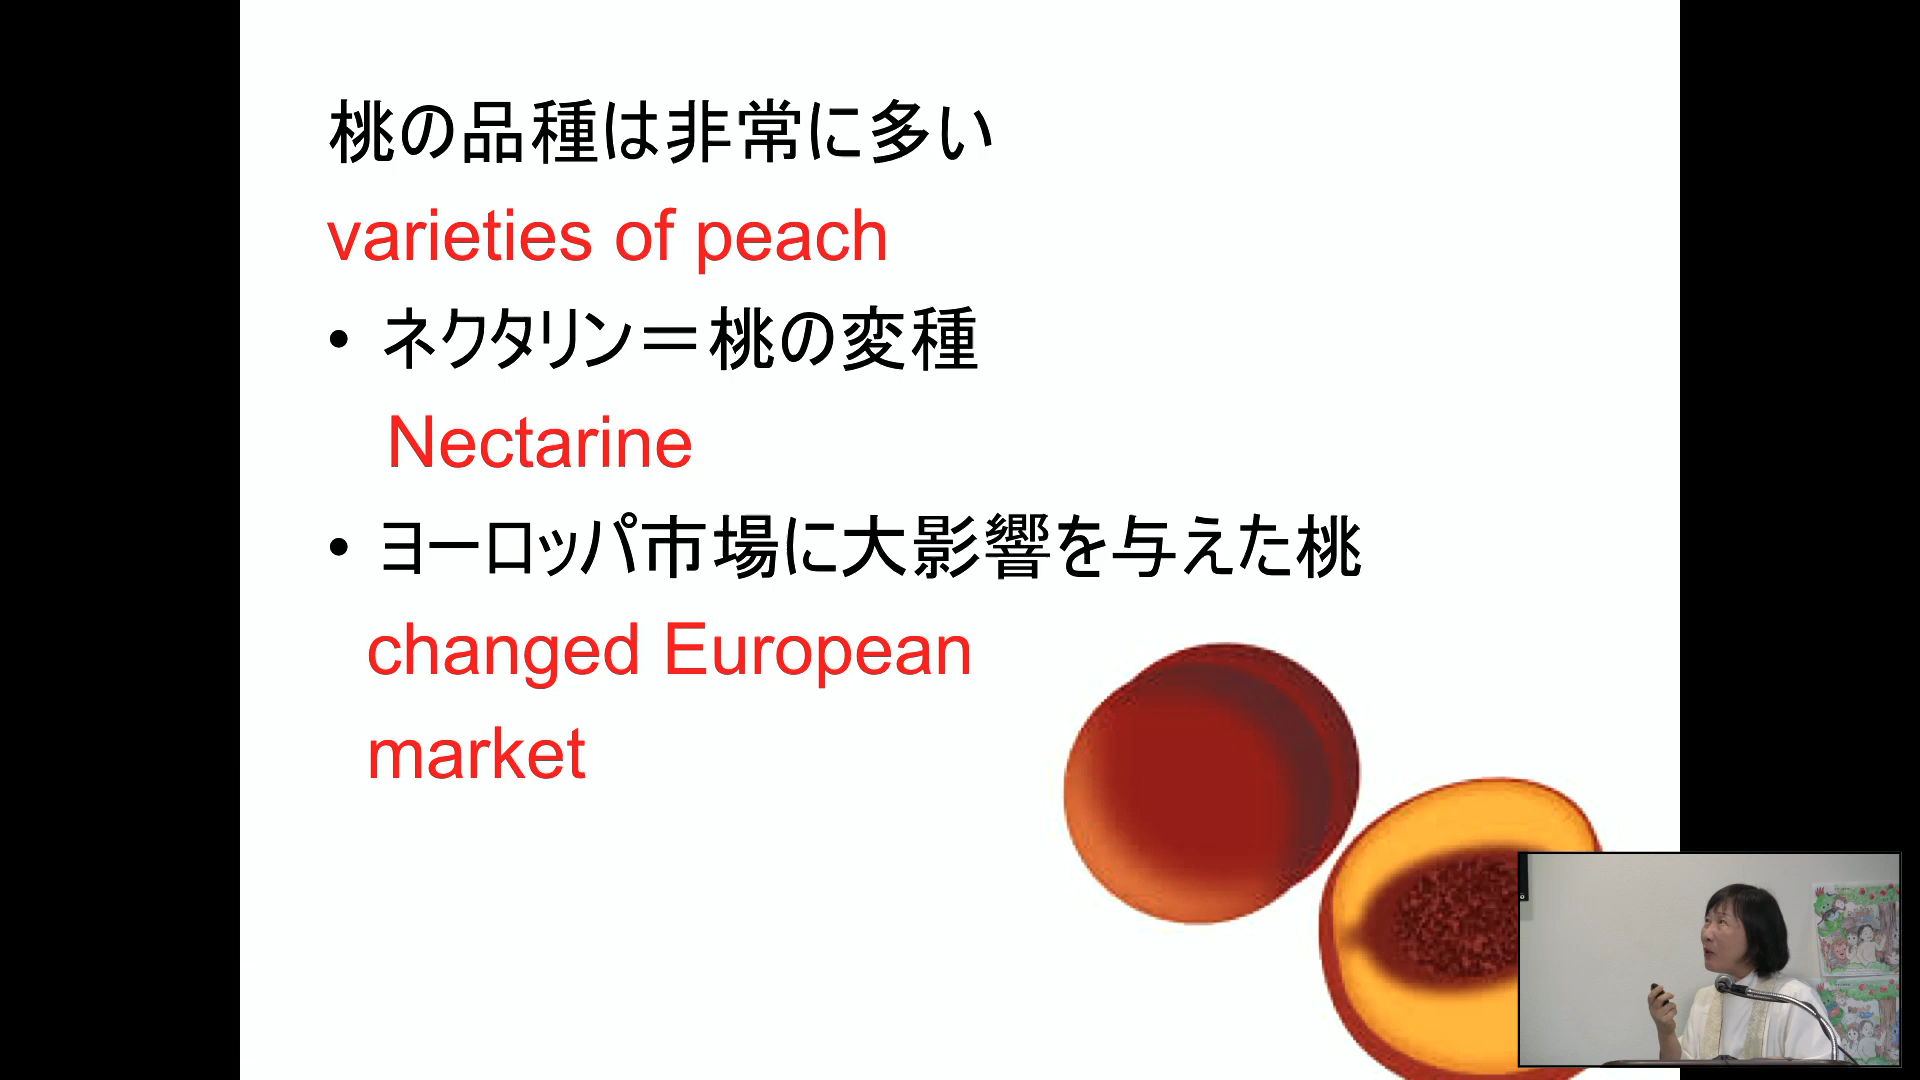 桃の品種は非常に多い
varieties of peach
• ネクタリン＝桃の変種
Nectarine
• ヨーロッパ市場に大影響を与えた桃
changed European
market